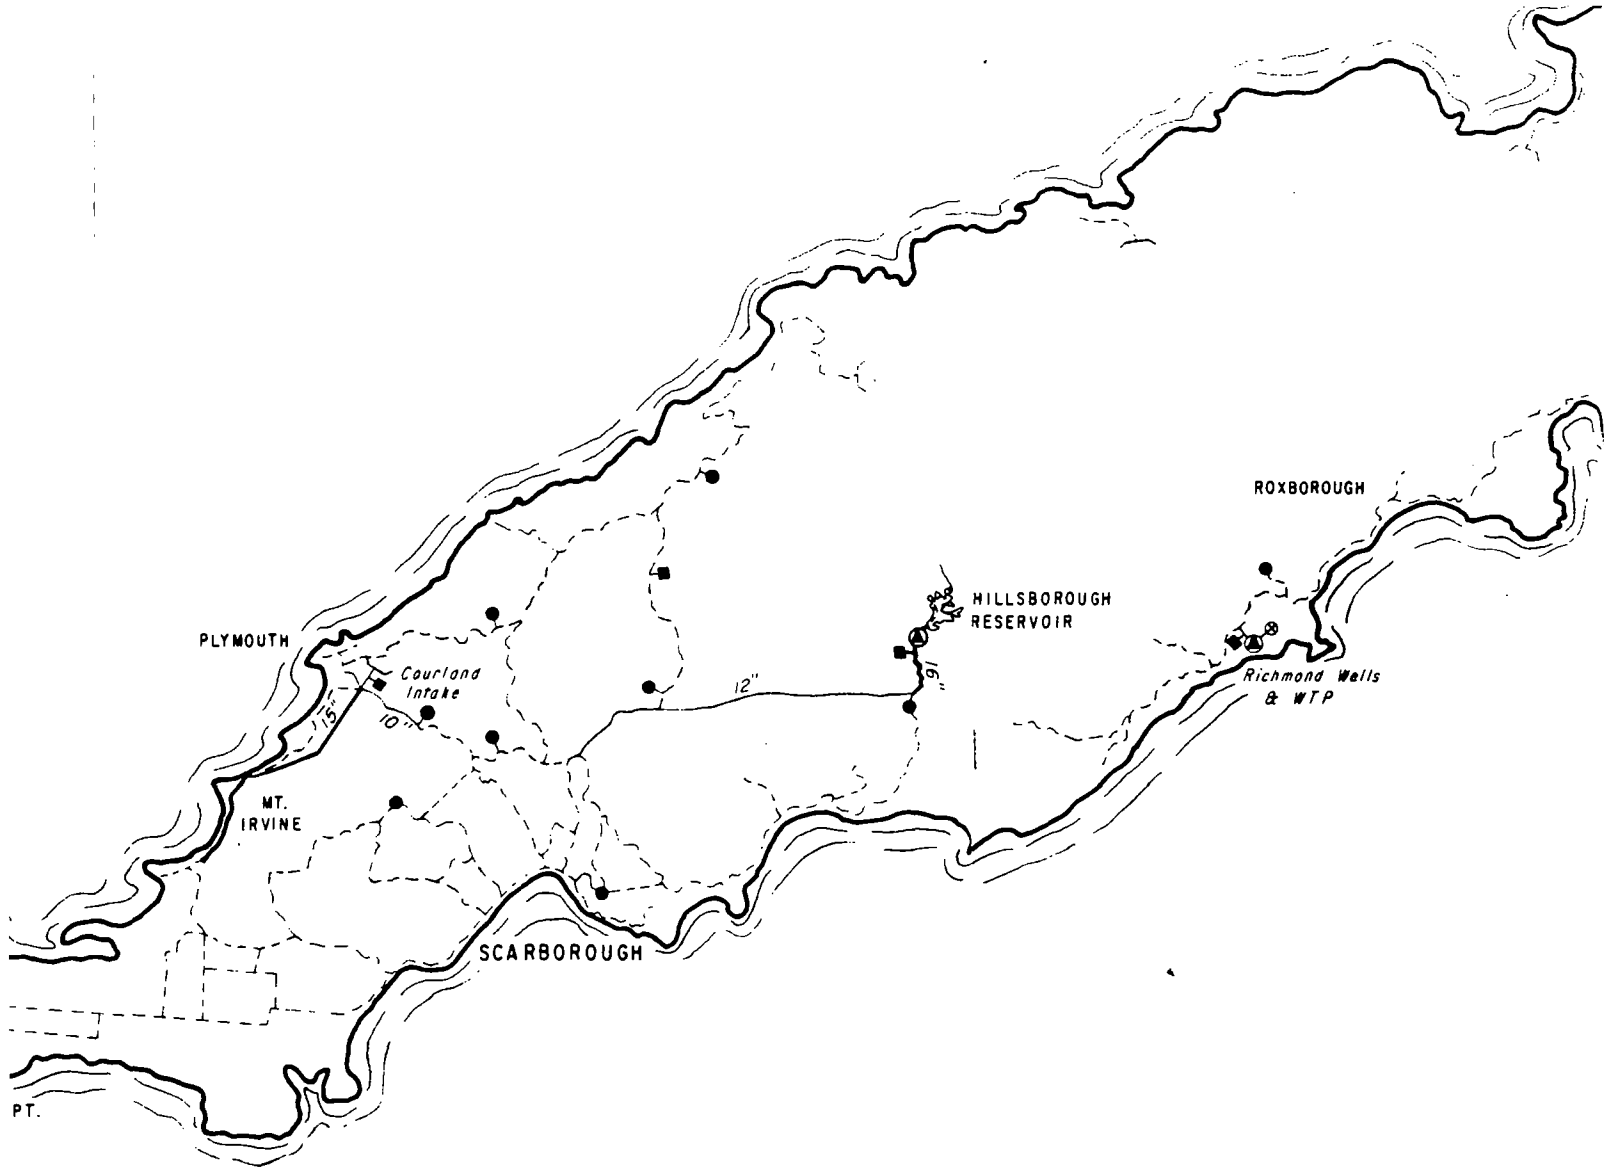 ROXBOROUGH
HILLSBOROUGH
RESERVOIR
PLYMOUTH
Courland
Intake
16"
12"
15"
10"
Richmond Wells
& WTP
MT.
IRVINE
SCARBOROUGH
PT.